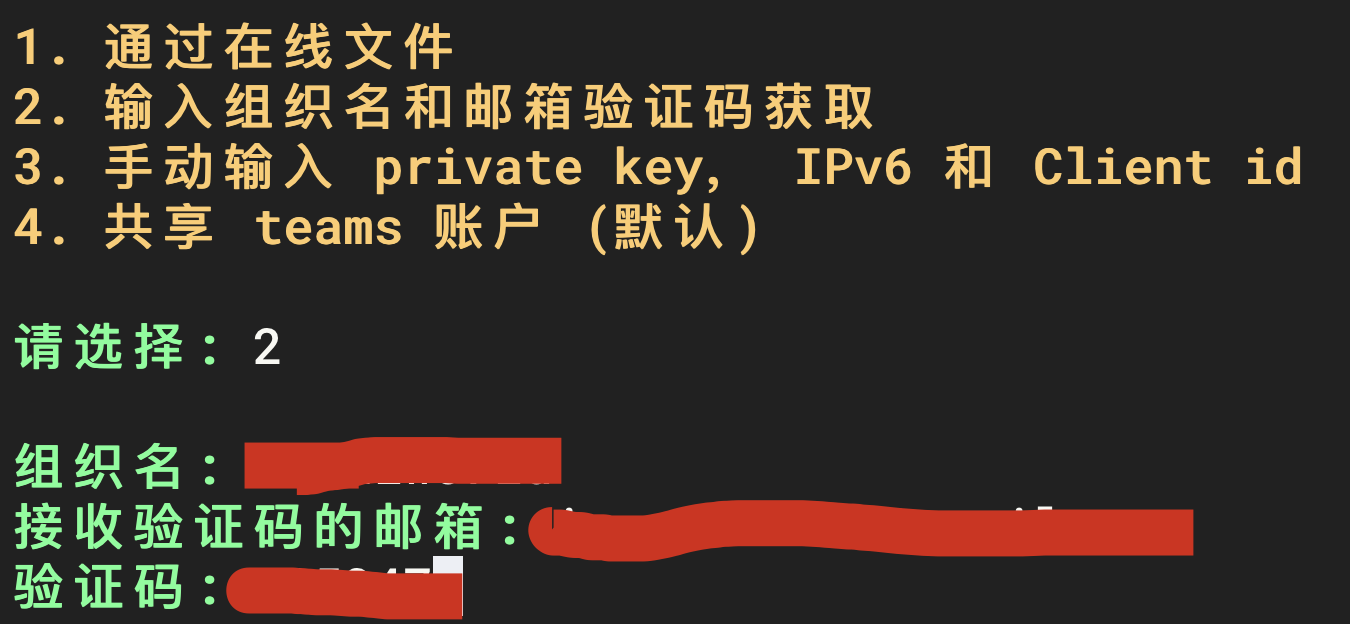 1. 通过在线文件
2. 输入组织名和邮箱验证码获取
3. 手动输入 private key, IPv6 和 Client id
4. 共享 teams 账户 (默认)
请选择: 2
组织名:
接收验证码的邮箱:
验证码: